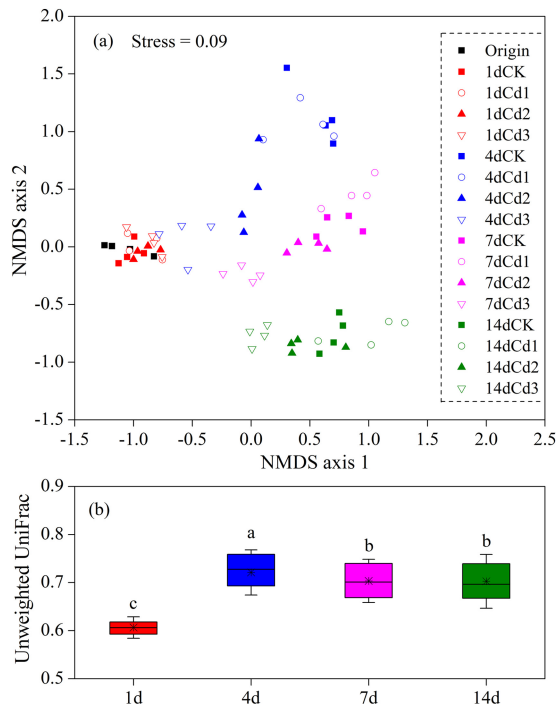 (a) Stress = 0.09
NMDS axis 2
2.0
1.5
1.0
0.5
0.0
-0.5
-1.0
-1.5
-1.5 -1.0 -0.5 0.0 0.5 1.0 1.5 2.0 2.5
NMDS axis 1
Origin
1dCK
1dCd1
1dCd2
1dCd3
4dCK
4dCd1
4dCd2
4dCd3
7dCK
7dCd1
7dCd2
7dCd3
14dCK
14dCd1
14dCd2
14dCd3
(b)
Unweighted UniFrac
0.9
0.8
0.7
0.6
0.5
c a b b
1d 4d 7d 14d